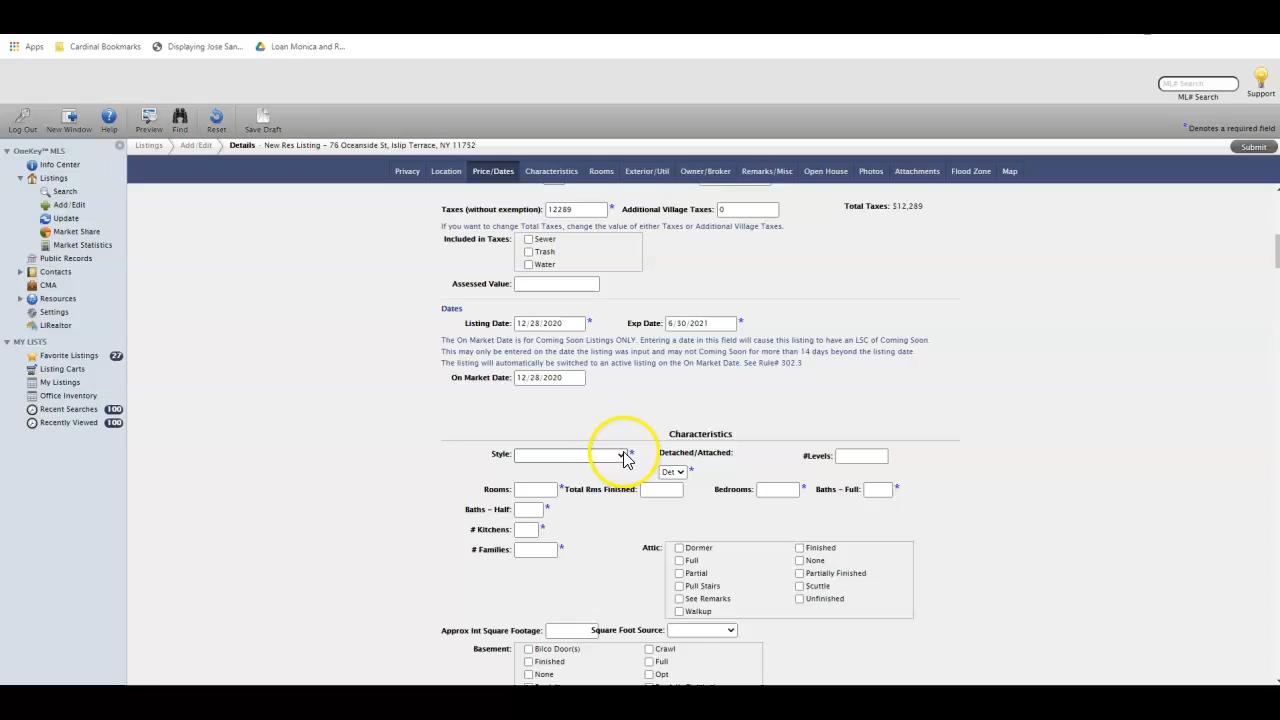 Apps
Cardinal Bookmarks
Displaying Jose San...
Loan Monica and R...
ML# Search
ML# Search
Support
Log Out
New Window
Help
Preview
Find
Reset
Save Draft
* Denotes a required field
OneKey™ MLS
Listings
Add/Edit
Details - New Res Listing - 76 Oceanside St, Islip Terrace, NY 11752
Submit
Info Center
Listings
Search
Add/Edit
Update
Market Share
Market Statistics
Public Records
Contacts
CMA
Resources
Settings
LIRealtor
MY LISTS
Favorite Listings 27
Listing Carts
My Listings
Office Inventory
Recent Searches 100
Recently Viewed 100
Privacy
Location
Price/Dates
Characteristics
Rooms
Exterior/Util
Owner/Broker
Remarks/Misc
Open House
Photos
Attachments
Flood Zone
Map
Taxes (without exemption): 12289 * Additional Village Taxes: 0 Total Taxes: $12,289
If you want to change Total Taxes, change the value of either Taxes or Additional Village Taxes.
Included in Taxes: Sewer
Trash
Water
Assessed Value:
Dates
Listing Date: 12/28/2020 * Exp Date: 6/30/2021 *
The On Market Date is for Coming Soon Listings ONLY. Entering a date in this field will cause this listing to have an LSC of Coming Soon.
This may only be entered on the date the listing was input and may not Coming Soon for more than 14 days beyond the listing date.
The listing will automatically be switched to an active listing on the On Market Date. See Rule# 302.3
On Market Date: 12/28/2020
Characteristics
Style: * Detached/Attached: #Levels:
Det *
Rooms: * Total Rms Finished: Bedrooms: * Baths - Full: *
Baths - Half: *
# Kitchens: *
# Families: * Attic: Dormer Finished
Full None
Partial Partially Finished
Pull Stairs Scuttle
See Remarks Unfinished
Walkup
Approx Int Square Footage: Square Foot Source:
Basement: Bilco Door(s) Crawl
Finished Full
None Opt